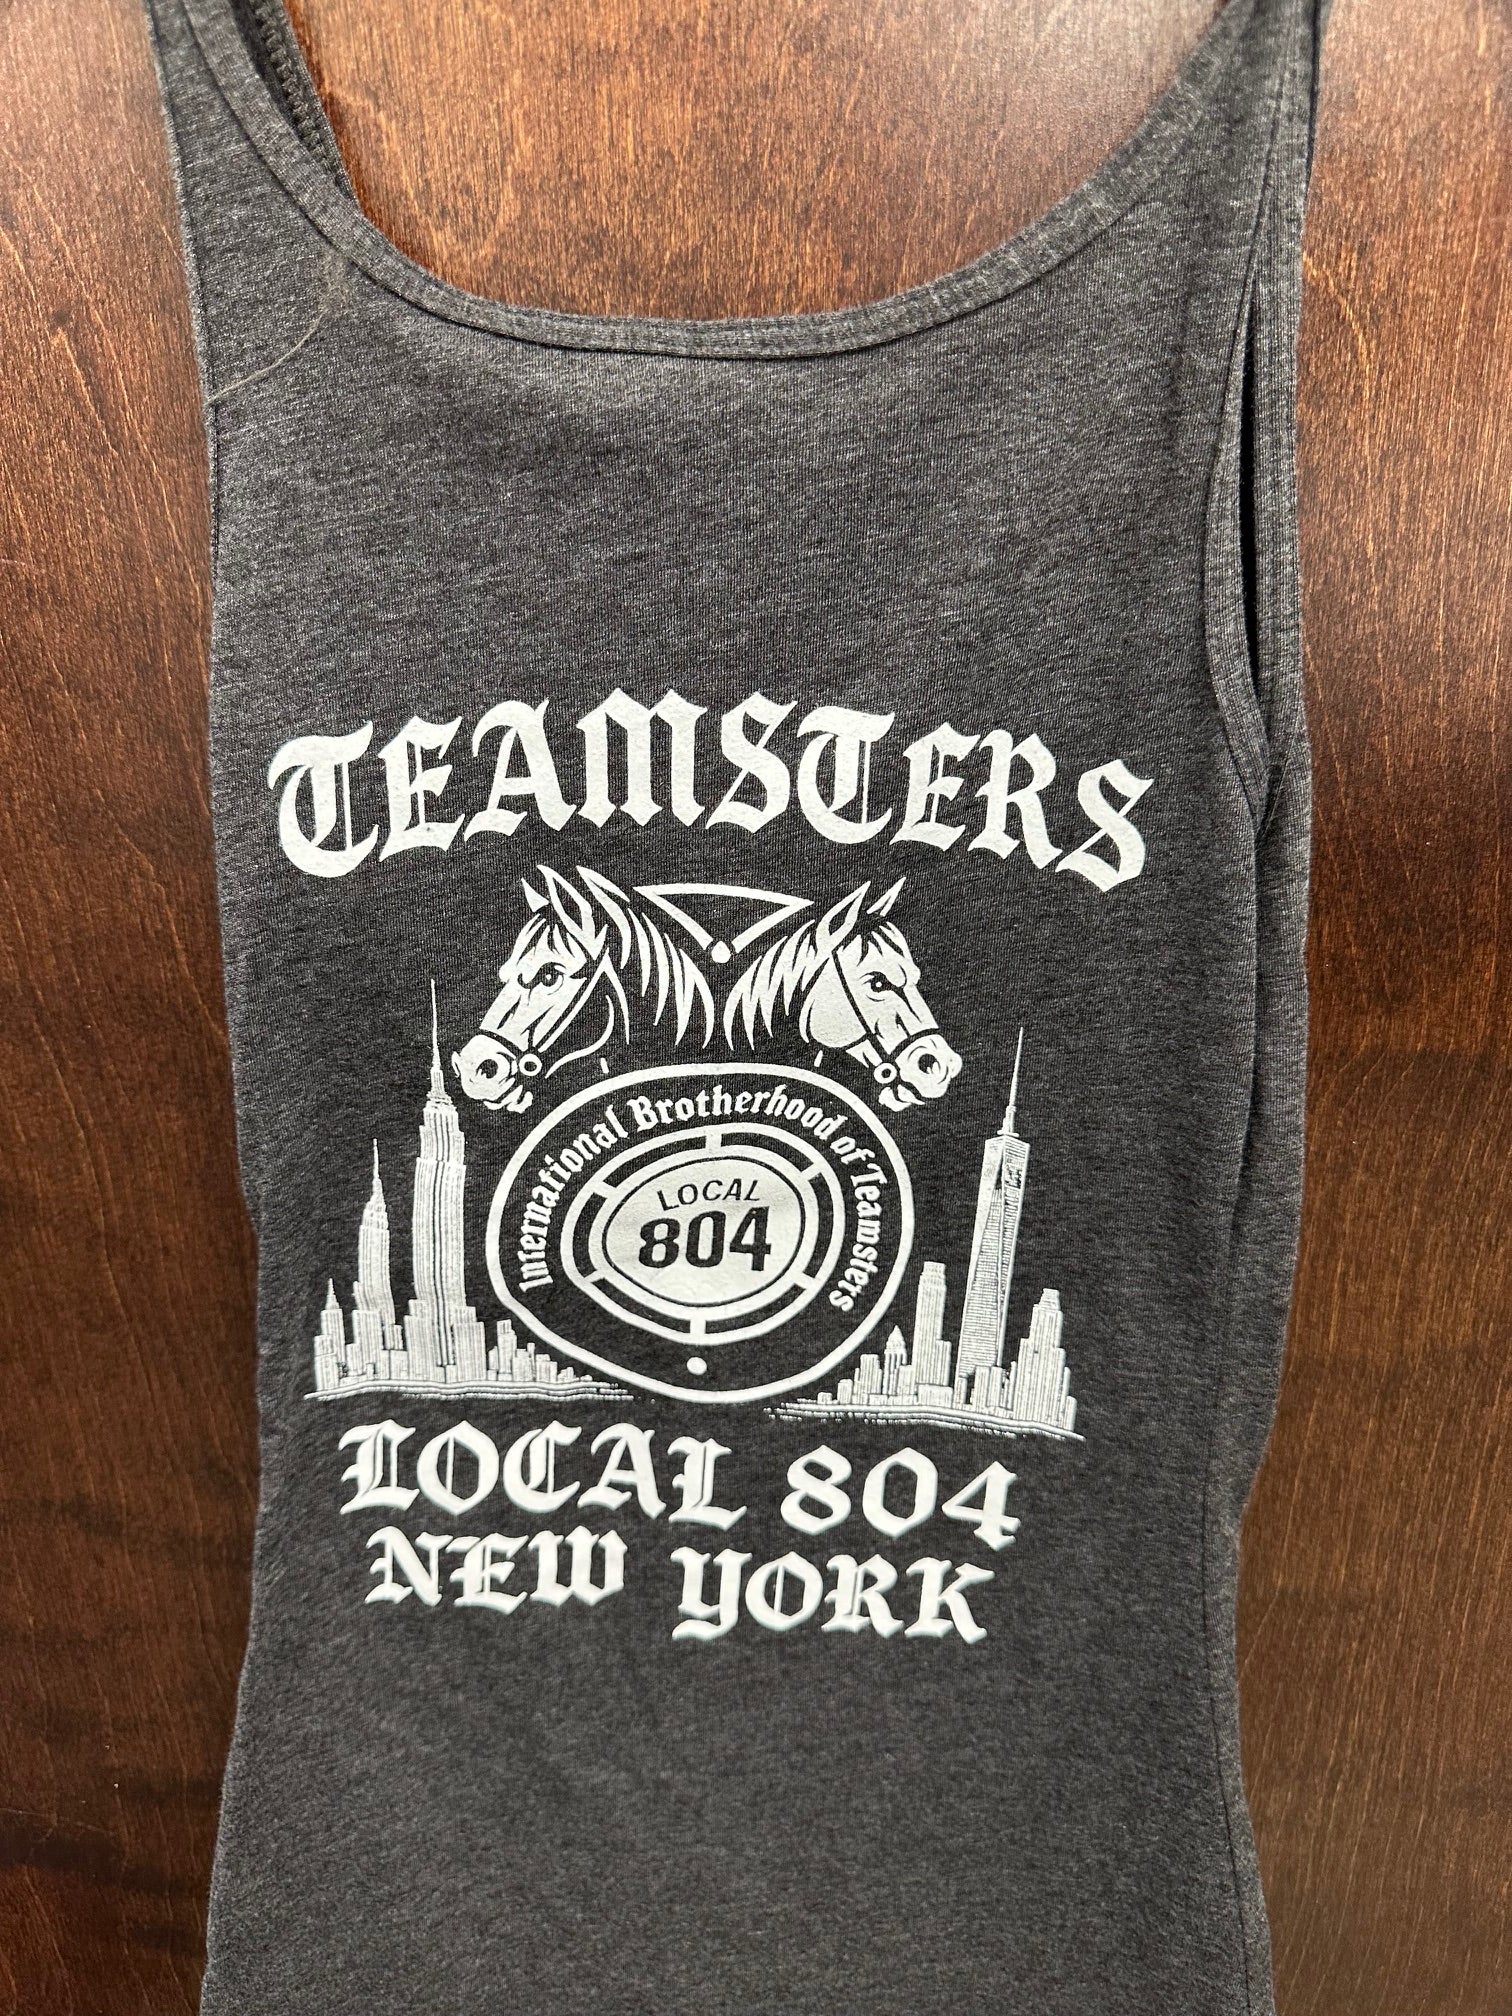 TEAMSTERS
International Brotherhood of Teamsters
LOCAL
804
LOCAL 804
NEW YORK